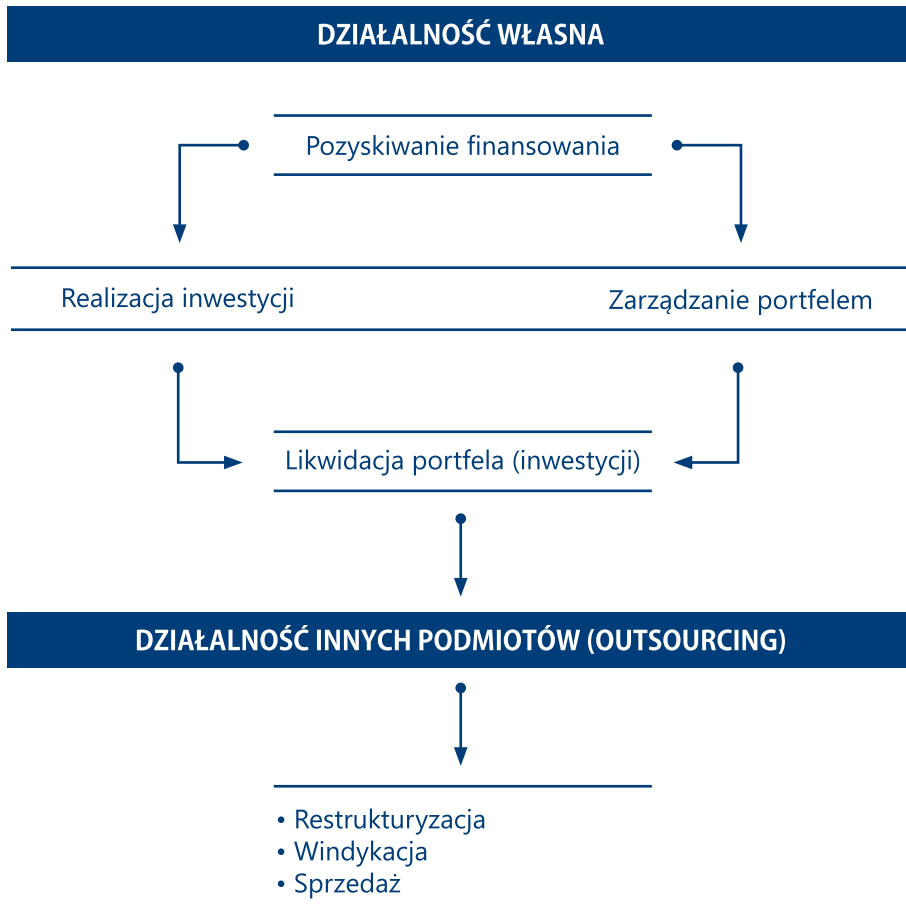 DZIAŁALNOŚĆ WŁASNA
Pozyskiwanie finansowania
Realizacja inwestycji
Zarządzanie portfelem
Likwidacja portfela (inwestycji)
DZIAŁALNOŚĆ INNYCH PODMIOTÓW (OUTSOURCING)
• Restrukturyzacja
• Windykacja
• Sprzedaż